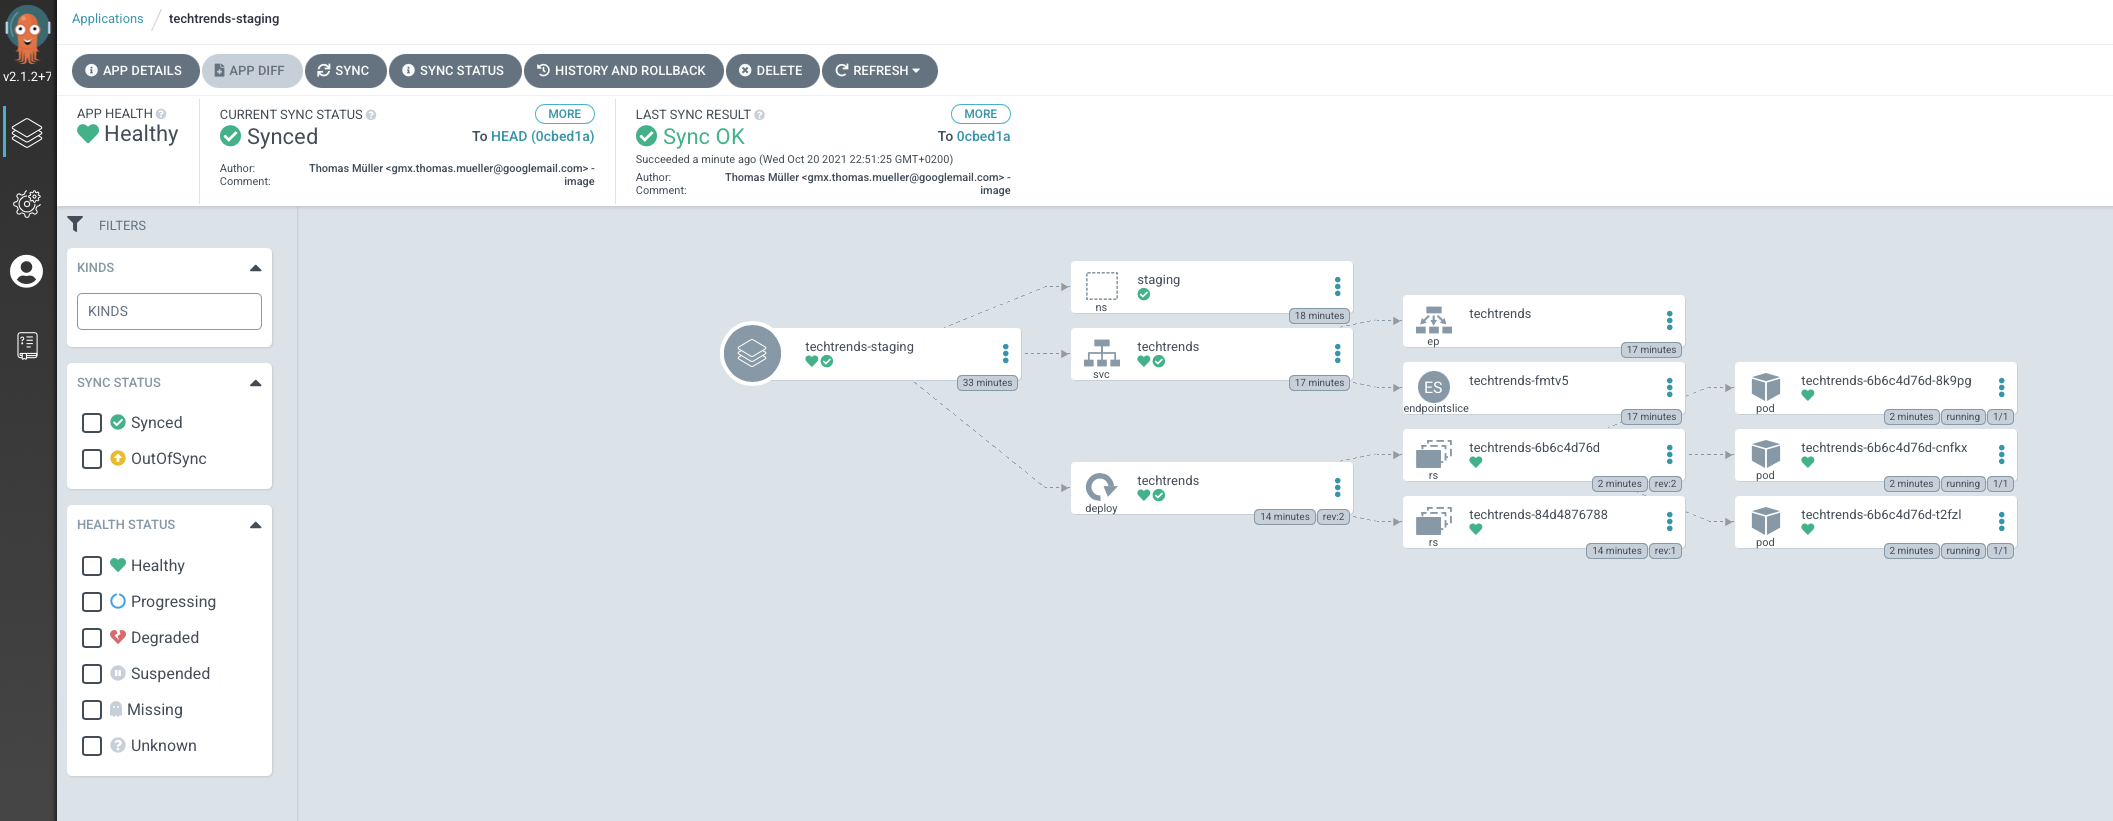 Applications / techtrends-staging
v2.1.2+7
APP DETAILS
APP DIFF
SYNC
SYNC STATUS
HISTORY AND ROLLBACK
DELETE
REFRESH
APP HEALTH
Healthy
CURRENT SYNC STATUS
MORE
Synced
To HEAD (0cbed1a)
Author: Thomas Müller <gmx.thomas.mueller@googlemail.com> -
Comment: image
LAST SYNC RESULT
MORE
Sync OK
To 0cbed1a
Succeeded a minute ago (Wed Oct 20 2021 22:51:25 GMT+0200)
Author: Thomas Müller <gmx.thomas.mueller@googlemail.com> -
Comment: image
FILTERS
KINDS
KINDS
SYNC STATUS
Synced
OutOfSync
HEALTH STATUS
Healthy
Progressing
Degraded
Suspended
Missing
Unknown
techtrends-staging
33 minutes
staging
ns
18 minutes
techtrends
svc
17 minutes
techtrends
deploy
14 minutes rev:2
techtrends
ep
17 minutes
ES
techtrends-fmtv5
endpointslice
17 minutes
techtrends-6b6c4d76d
rs
2 minutes rev:2
techtrends-84d4876788
rs
14 minutes rev:1
techtrends-6b6c4d76d-8k9pg
pod
2 minutes running 1/1
techtrends-6b6c4d76d-cnfkx
pod
2 minutes running 1/1
techtrends-6b6c4d76d-t2fzl
pod
2 minutes running 1/1